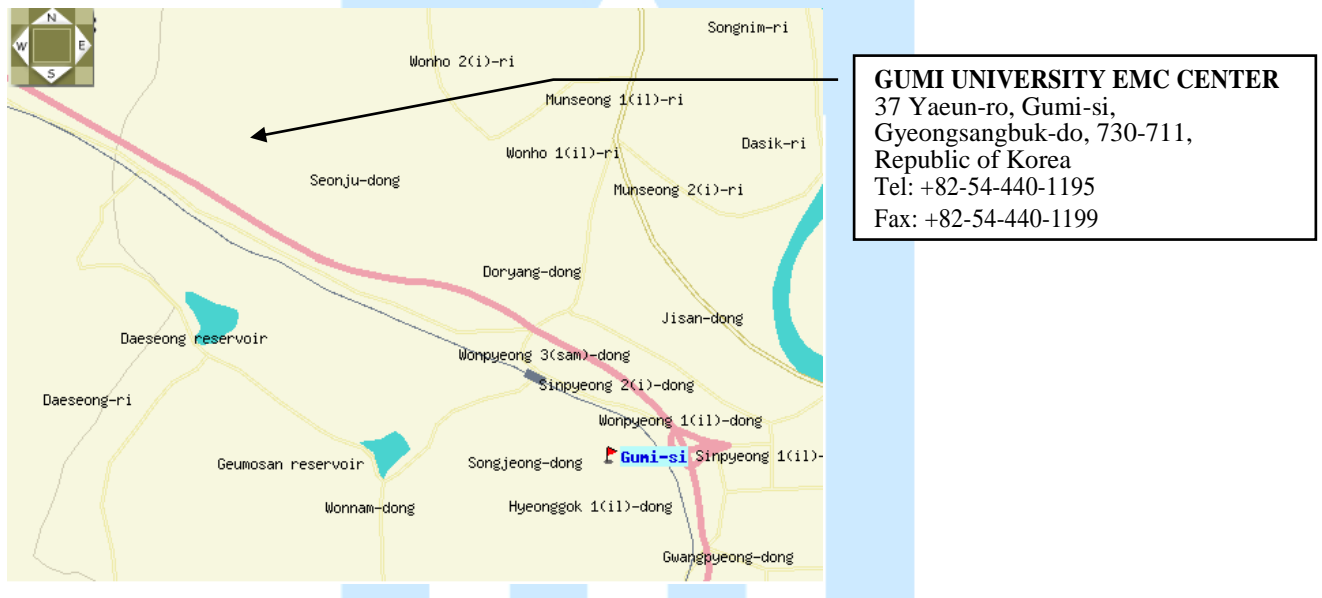 N
W
E
S
Songnim-ri
Wonho 2(i)-ri
Munseong 1(il)-ri
Dasik-ri
Wonho 1(il)-ri
Seonju-dong
Munseong 2(i)-ri
Doryang-dong
Jisan-dong
Daeseong reservoir
Wonpyeong 3(sam)-dong
Sinpyeong 2(i)-dong
Daeseong-ri
Wonpyeong 1(il)-dong
Geumosan reservoir
Songjeong-dong
Gumi-si
Sinpyeong 1(il)-
Wonnam-dong
Hyeonggok 1(il)-dong
Gwangpyeong-dong
GUMI UNIVERSITY EMC CENTER
37 Yaeun-ro, Gumi-si,
Gyeongsangbuk-do, 730-711,
Republic of Korea
Tel: +82-54-440-1195
Fax: +82-54-440-1199